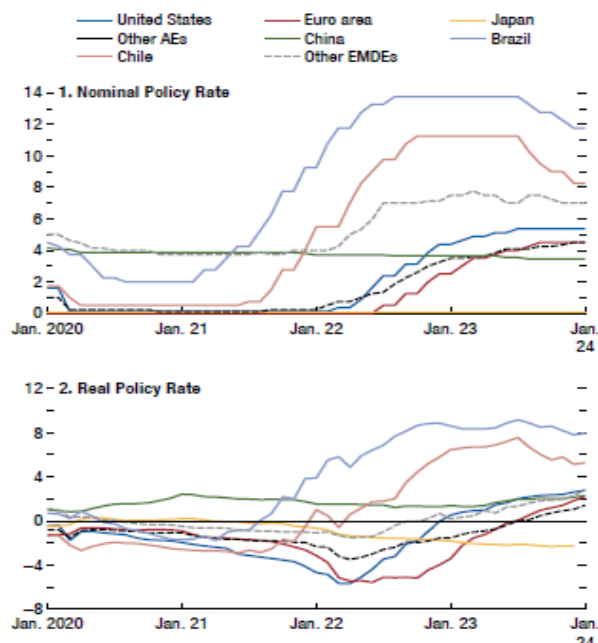 United States Euro area Japan
Other AEs China Brazil
Chile Other EMDEs
14 1. Nominal Policy Rate
12
10
8
6
4
2
0
Jan. 2020 Jan. 21 Jan. 22 Jan. 23 Jan.
24
12 2. Real Policy Rate
8
4
0
−4
−8
Jan. 2020 Jan. 21 Jan. 22 Jan. 23 Jan.
24